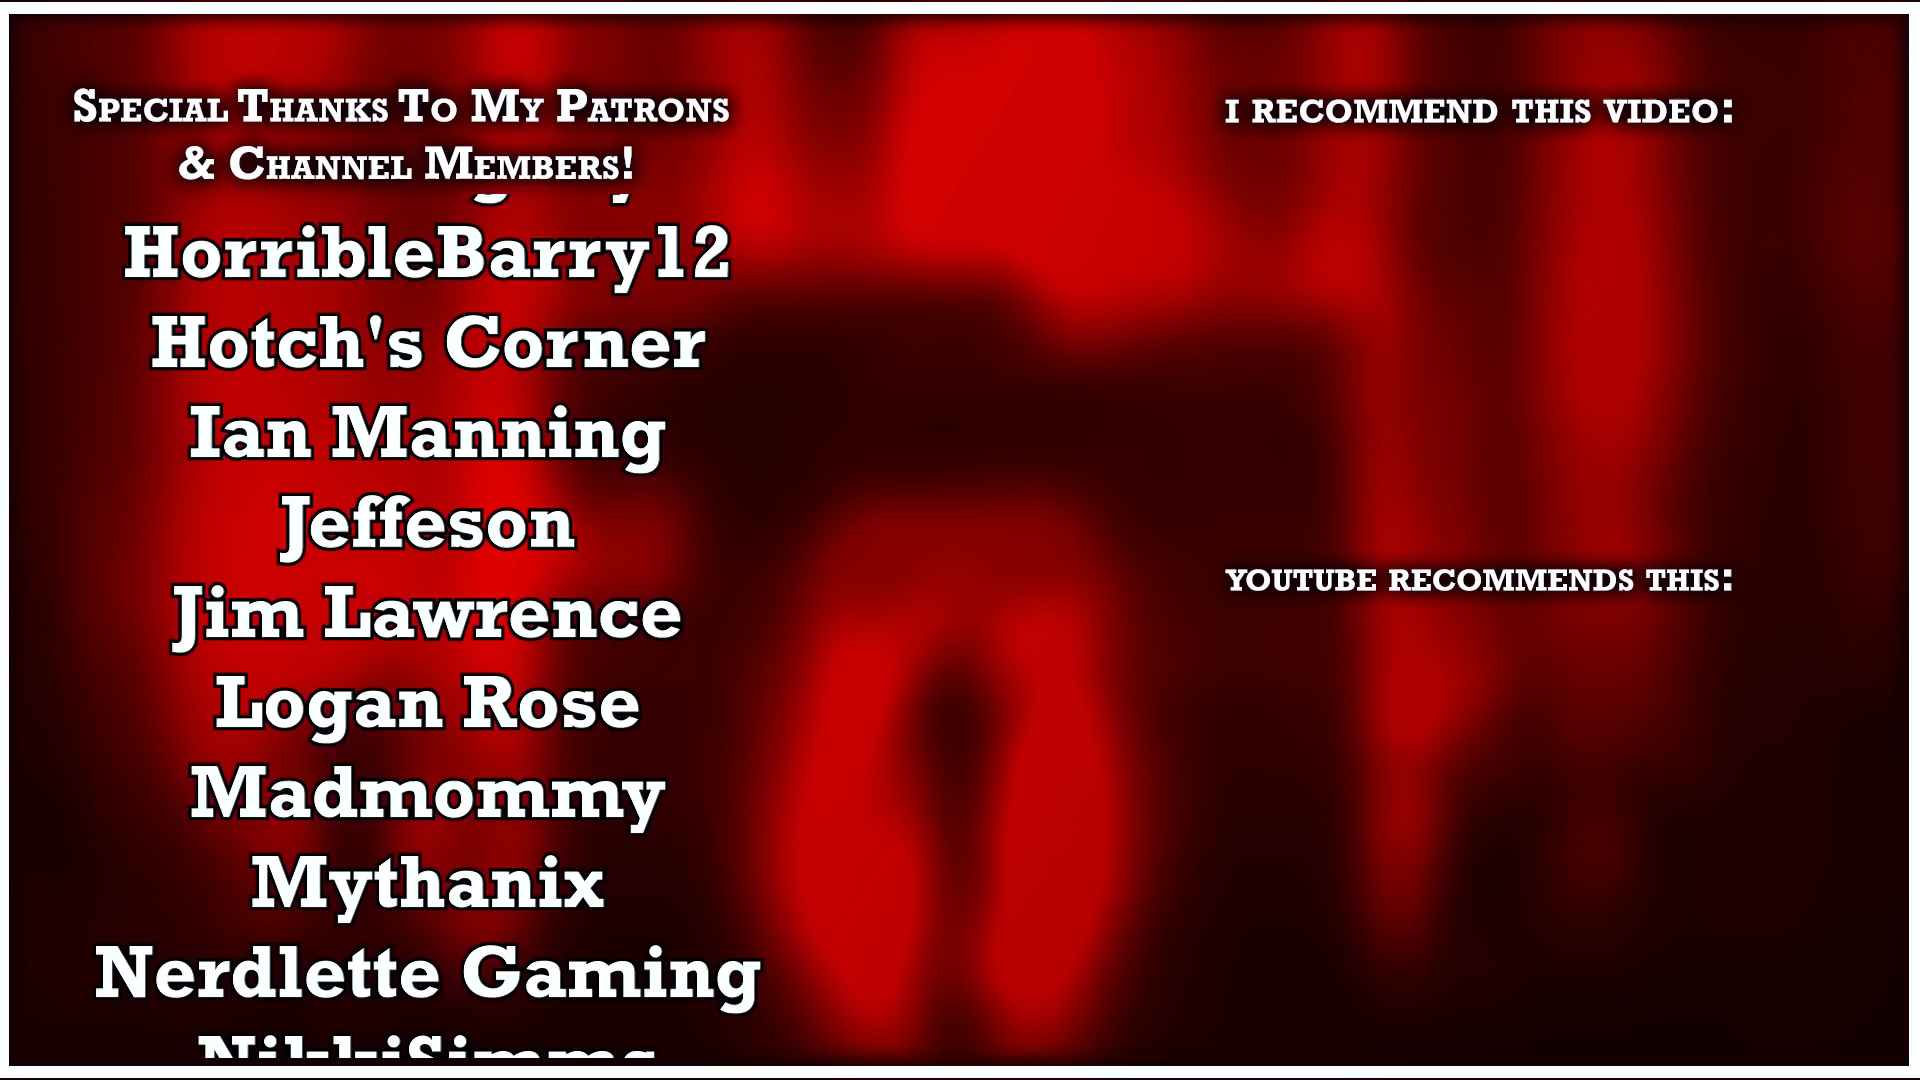 Special Thanks To My Patrons
& Channel Members!
HorribleBarry12
Hotch's Corner
Ian Manning
Jeffeson
Jim Lawrence
Logan Rose
Madmommy
Mythanix
Nerdlette Gaming
I RECOMMEND THIS VIDEO:
YOUTUBE RECOMMENDS THIS: